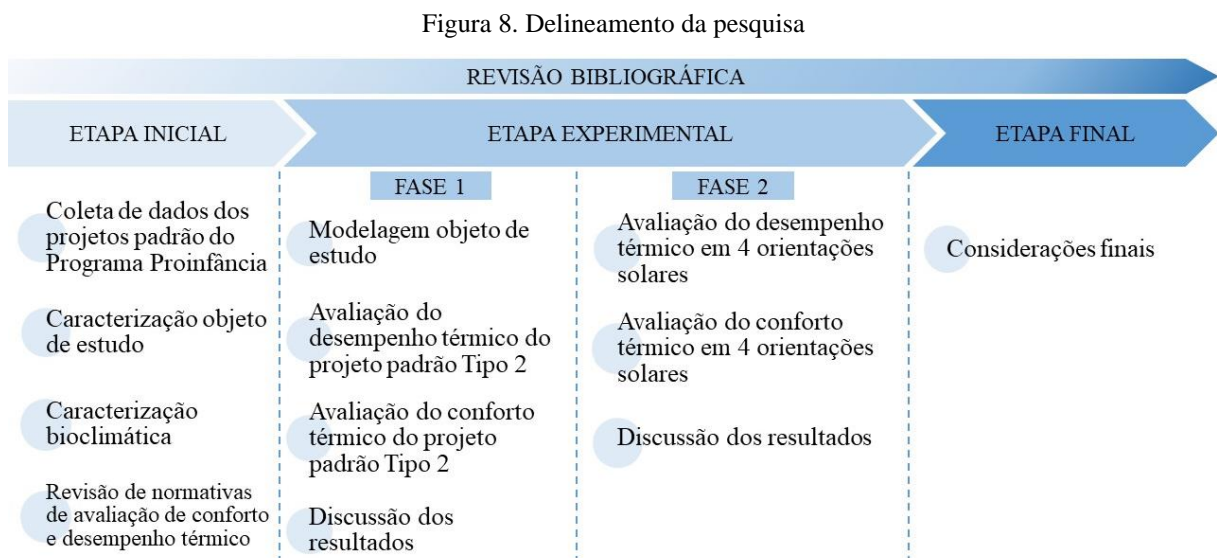 Figura 8. Delineamento da pesquisa
REVISÃO BIBLIOGRÁFICA
ETAPA INICIAL
ETAPA EXPERIMENTAL
ETAPA FINAL
Coleta de dados dos
projetos padrão do
Programa Proinfância
Caracterização objeto
de estudo
Caracterização
bioclimática
Revisão de normativas
de avaliação de conforto
e desempenho térmico
FASE 1
Modelagem objeto de
estudo
Avaliação do
desempenho térmico do
projeto padrão Tipo 2
Avaliação do conforto
térmico do projeto
padrão Tipo 2
Discussão dos
resultados
FASE 2
Avaliação do desempenho
térmico em 4 orientações
solares
Avaliação do conforto
térmico em 4 orientações
solares
Discussão dos resultados
Considerações finais